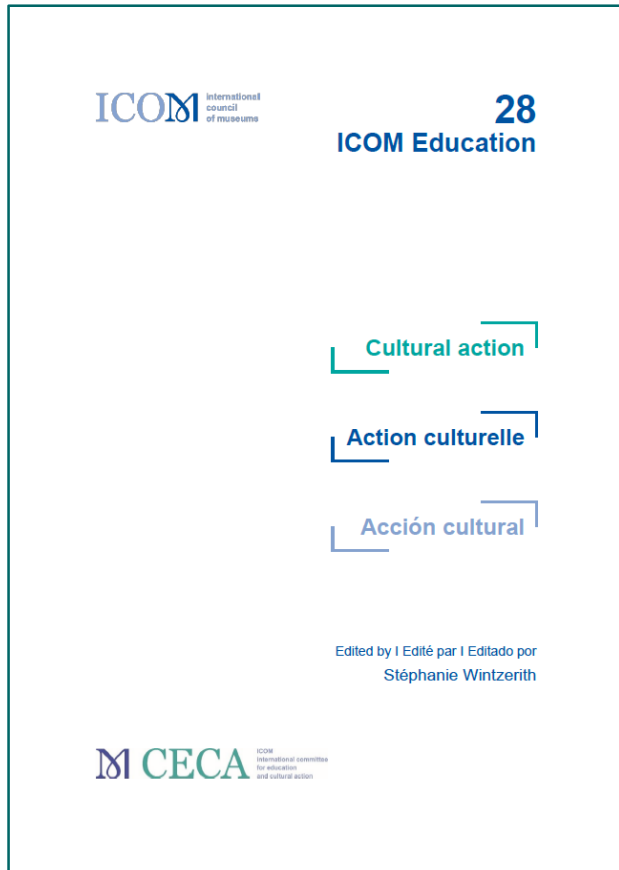 ICOM
international
council
of museums
28
ICOM Education
Cultural action
Action culturelle
Acción cultural
Edited by I Edité par I Editado por
Stéphanie Wintzerith
M CECA
ICOM
international committee
for education
and cultural action